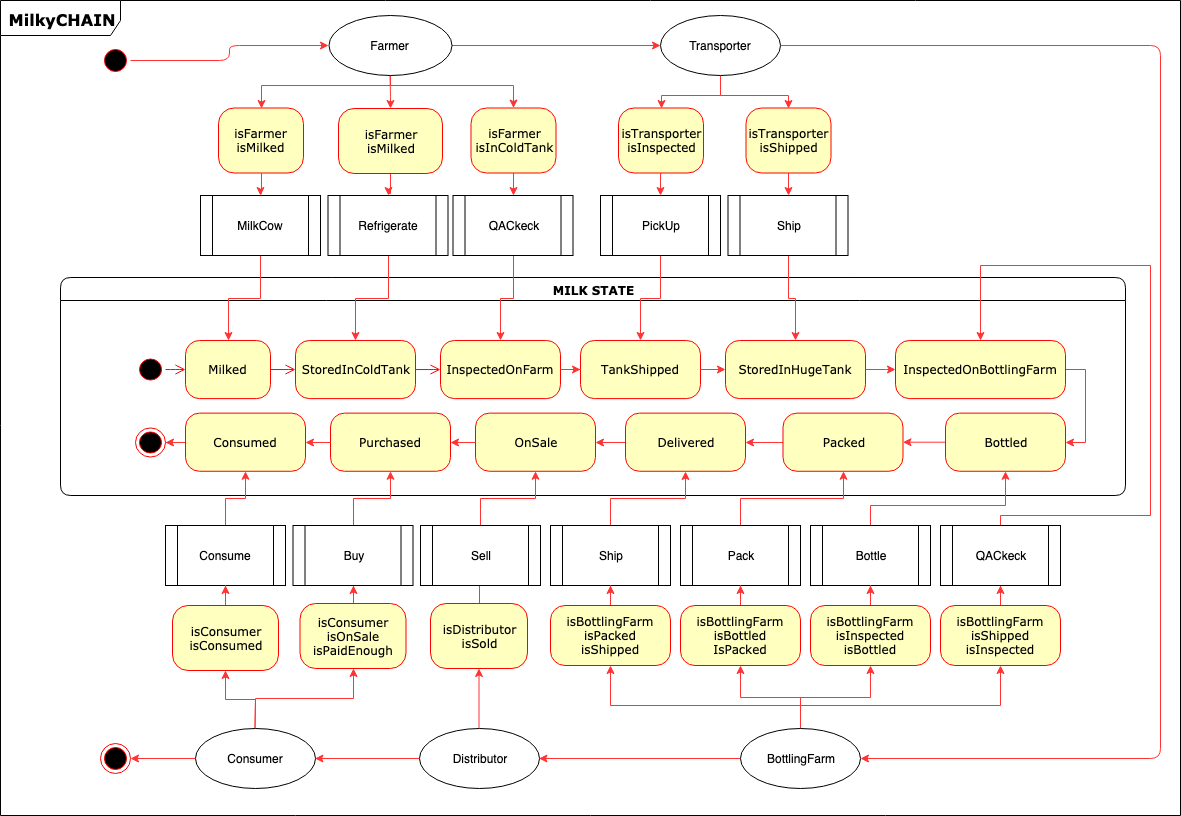 MilkyCHAIN
Farmer
Transporter
isFarmer
isMilked
isFarmer
isMilked
isFarmer
isInColdTank
isTransporter
isInspected
isTransporter
isShipped
MilkCow
Refrigerate
QACkeck
PickUp
Ship
MILK STATE
Milked
StoredInColdTank
InspectedOnFarm
TankShipped
StoredInHugeTank
InspectedOnBottlingFarm
Consumed
Purchased
OnSale
Delivered
Packed
Bottled
Consume
Buy
Sell
Ship
Pack
Bottle
QACkeck
isConsumer
isConsumed
isConsumer
isOnSale
isPaidEnough
isDistributor
isSold
isBottlingFarm
isPacked
isShipped
isBottlingFarm
isBottled
IsPacked
isBottlingFarm
isInspected
isBottled
isBottlingFarm
isShipped
isInspected
Consumer
Distributor
BottlingFarm